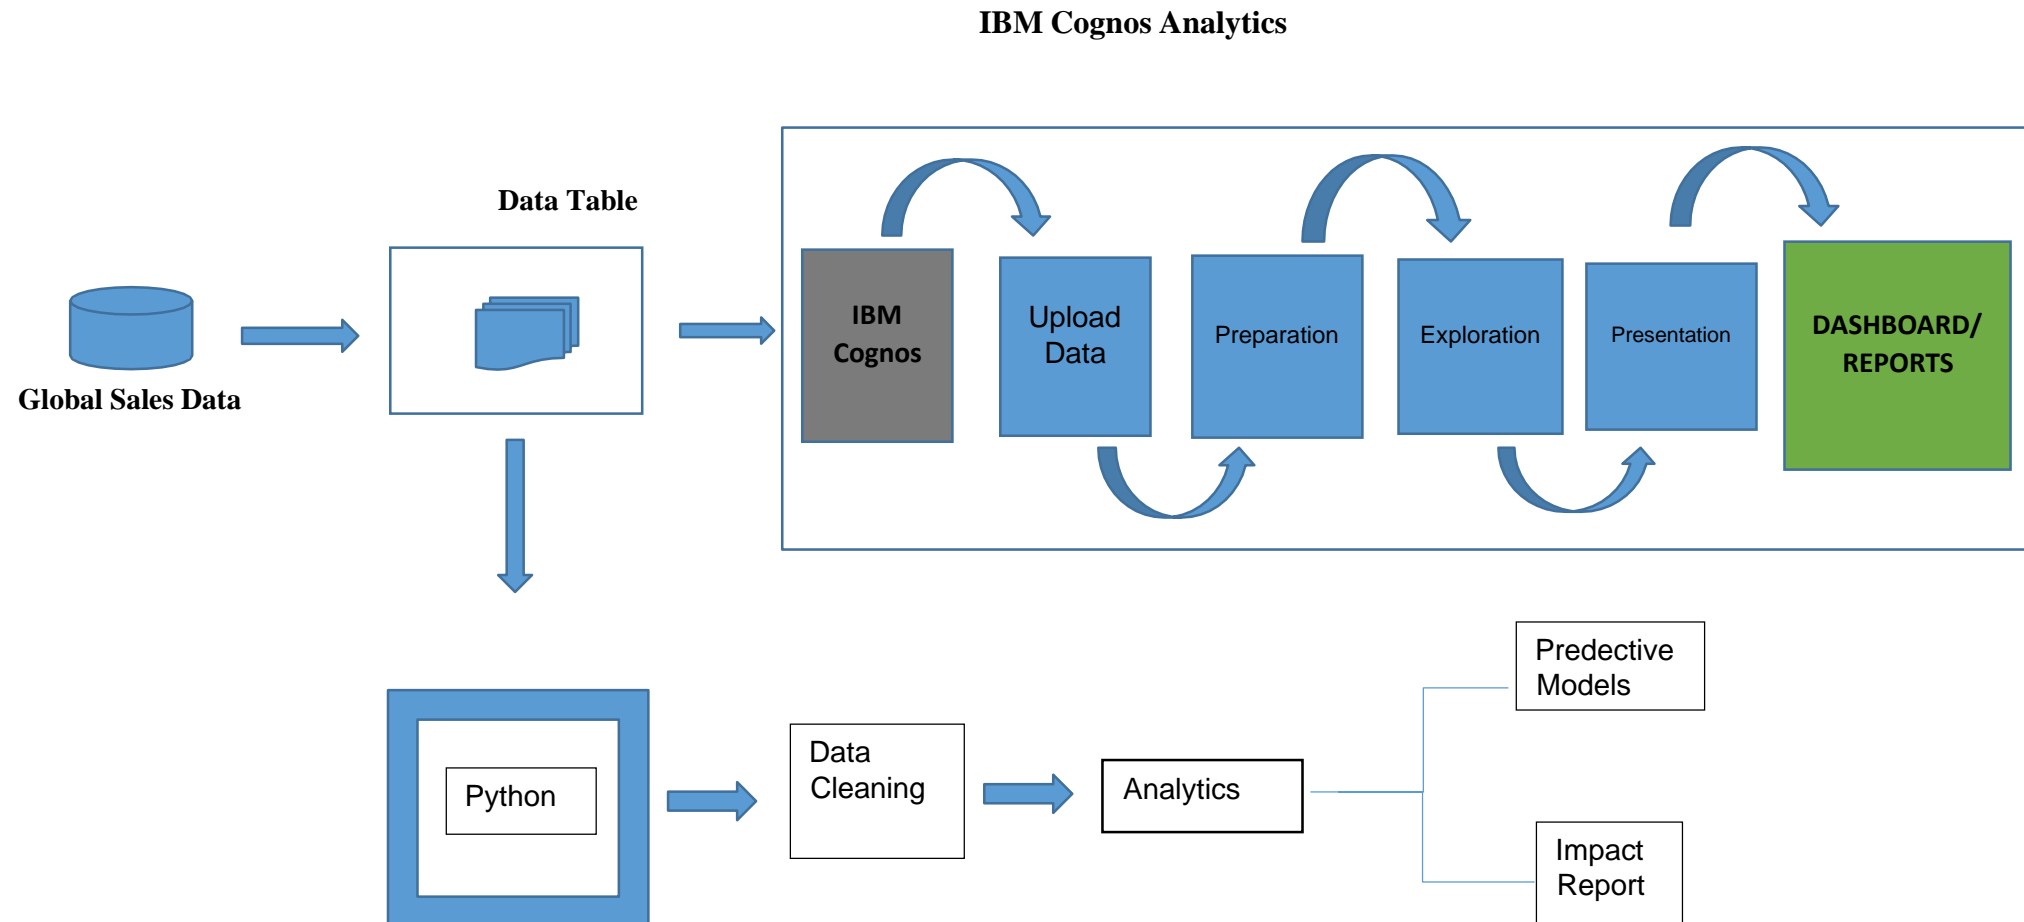 IBM Cognos Analytics
Data Table
Global Sales Data
IBM
Cognos
Upload
Data
Preparation
Exploration
Presentation
DASHBOARD/
REPORTS
Python
Data
Cleaning
Analytics
Predective
Models
Impact
Report